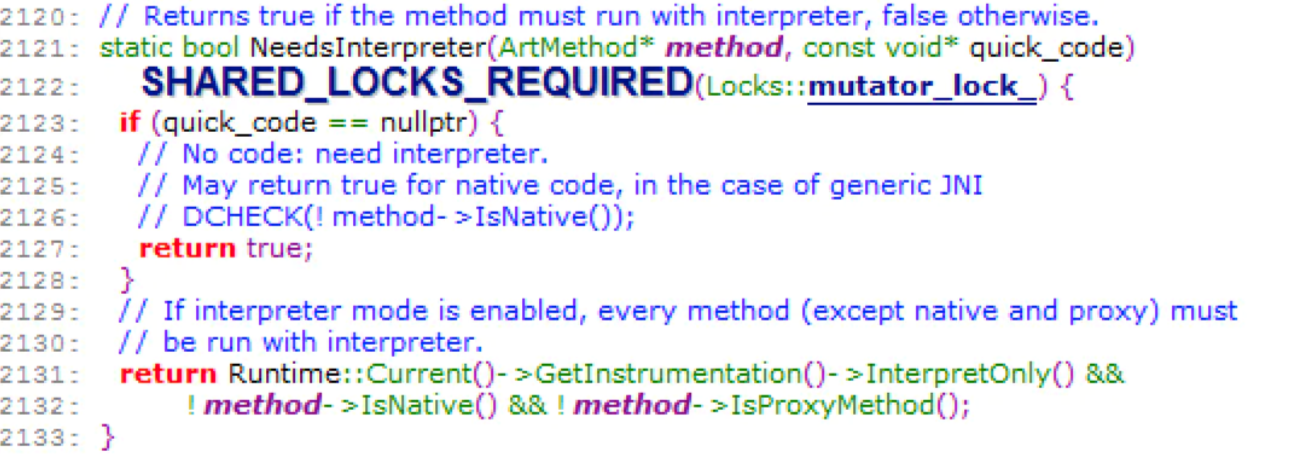 2120: // Returns true if the method must run with interpreter, false otherwise.
2121: static bool NeedsInterpreter(ArtMethod* method, const void* quick_code)
2122: SHARED_LOCKS_REQUIRED(Locks::mutator_lock_) {
2123: if (quick_code == nullptr) {
2124: // No code: need interpreter.
2125: // May return true for native code, in the case of generic JNI
2126: // DCHECK(! method- >IsNative());
2127: return true;
2128: }
2129: // If interpreter mode is enabled, every method (except native and proxy) must
2130: // be run with interpreter.
2131: return Runtime::Current()- >GetInstrumentation()- >InterpretOnly() &&
2132: ! method- >IsNative() && ! method- >IsProxyMethod();
2133: }